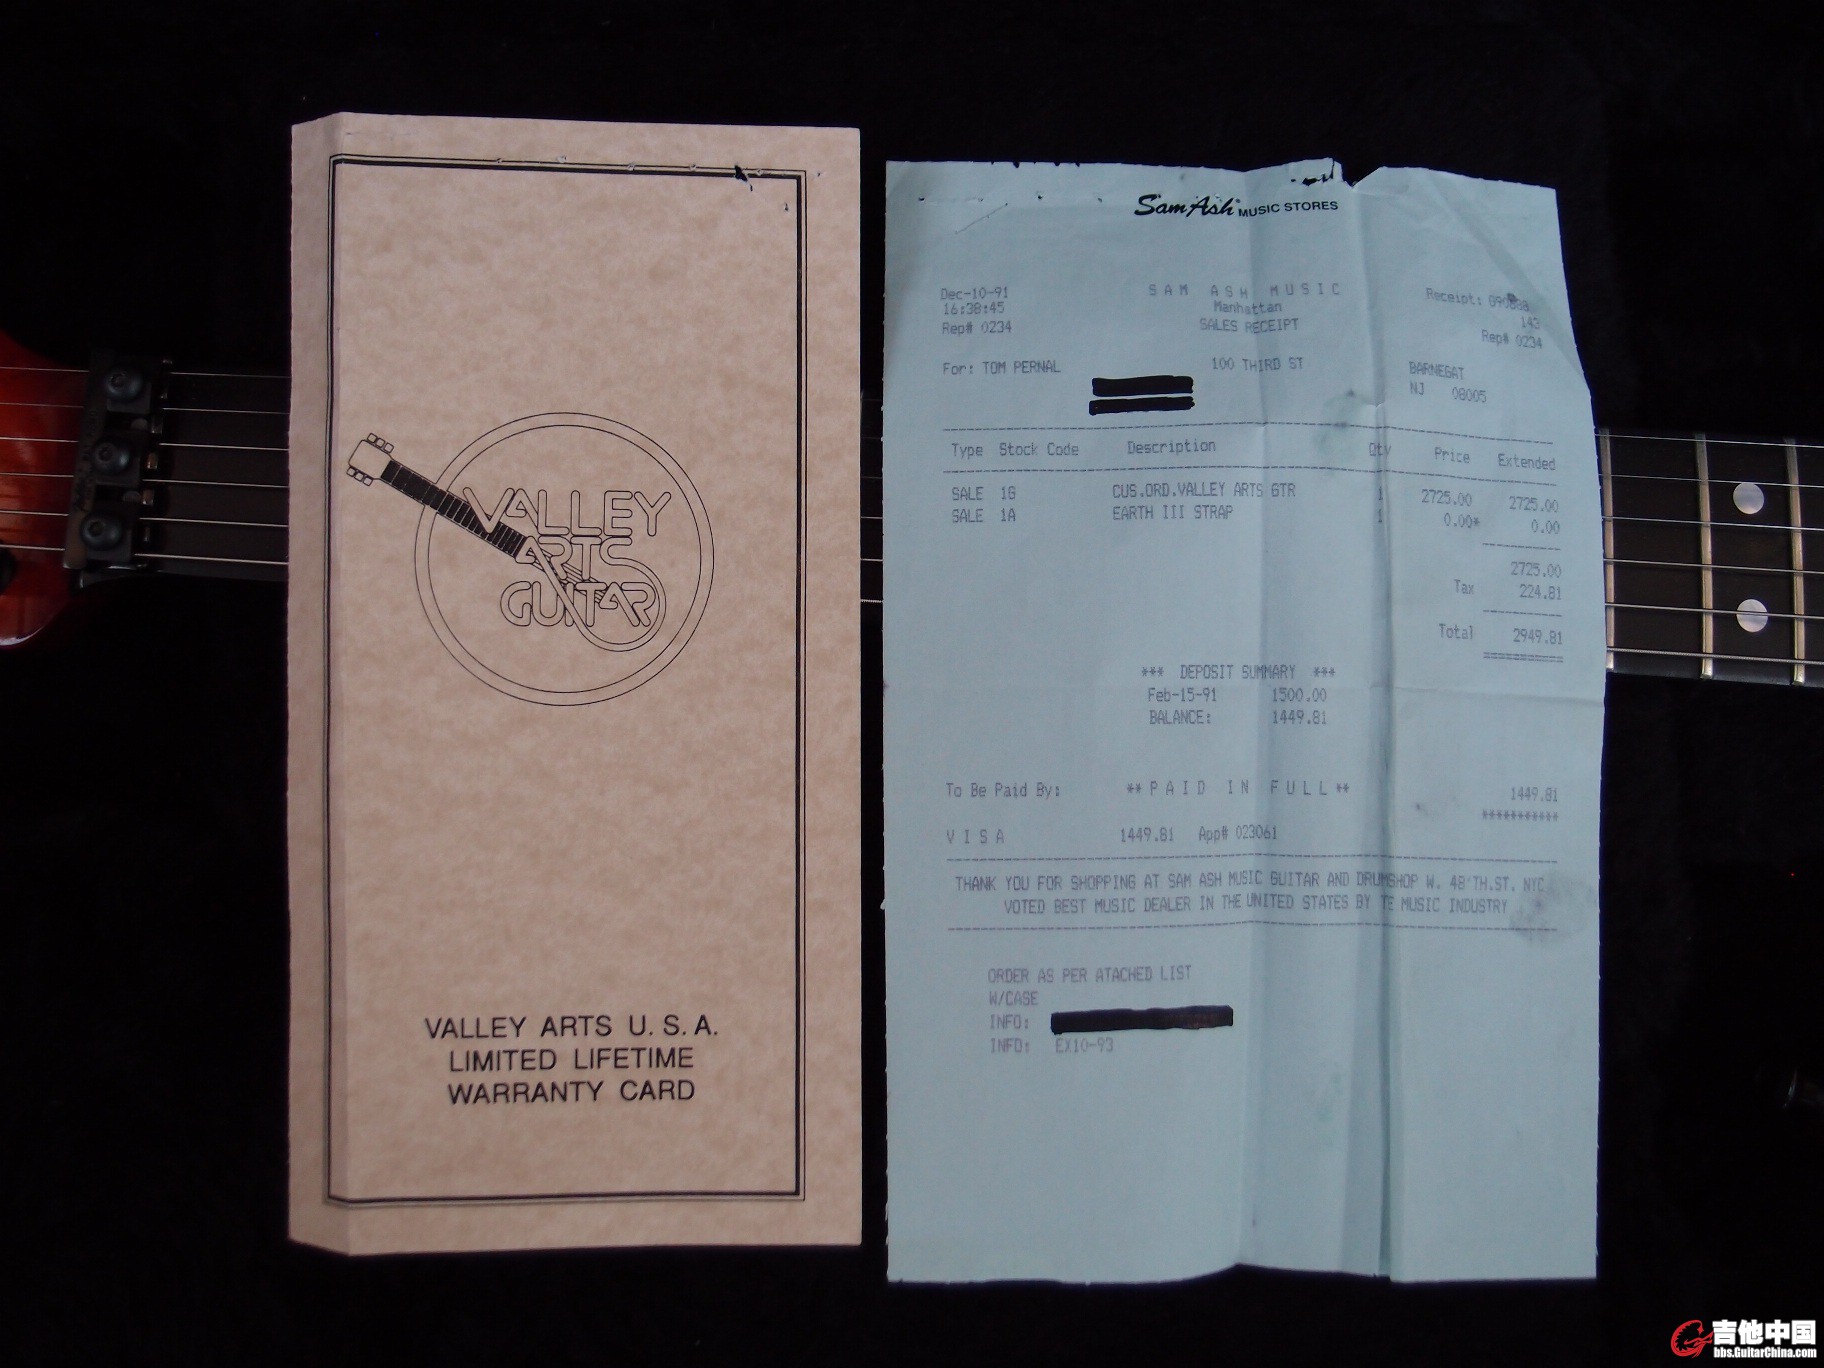 VALLEY
ARTS
GUITAR
VALLEY ARTS U.S.A.
LIMITED LIFETIME
WARRANTY CARD
Sam Ash MUSIC STORES
Dec-10-91 SAM ASH MUSIC Receipt:
16:38:45 Manhattan 143
Rep# 0234 SALES RECEIPT Rep# 0234
For: TOM PERNAL 100 THIRD ST BARNEGAT
NJ 08005
Type Stock Code Description Qty Price Extended
SALE 1G CUS.ORD.VALLEY ARTS GTR 1 2725.00 2725.00
SALE 1A EARTH III STRAP 1 0.00* 0.00
2725.00
Tax 224.81
Total 2949.81
*** DEPOSIT SUMMARY ***
Feb-15-91 1500.00
BALANCE: 1449.81
To Be Paid By: ** P A I D I N F U L L ** 1449.81
***********
V I S A 1449.81 App# 023061
THANK YOU FOR SHOPPING AT SAM ASH MUSIC GUITAR AND DRUMSHOP W. 48'TH.ST. NYC
VOTED BEST MUSIC DEALER IN THE UNITED STATES BY TE MUSIC INDUSTRY
ORDER AS PER ATACHED LIST
W/CASE
INFO:
INFO: EX10-93
吉他中国
bbs.GuitarChina.com